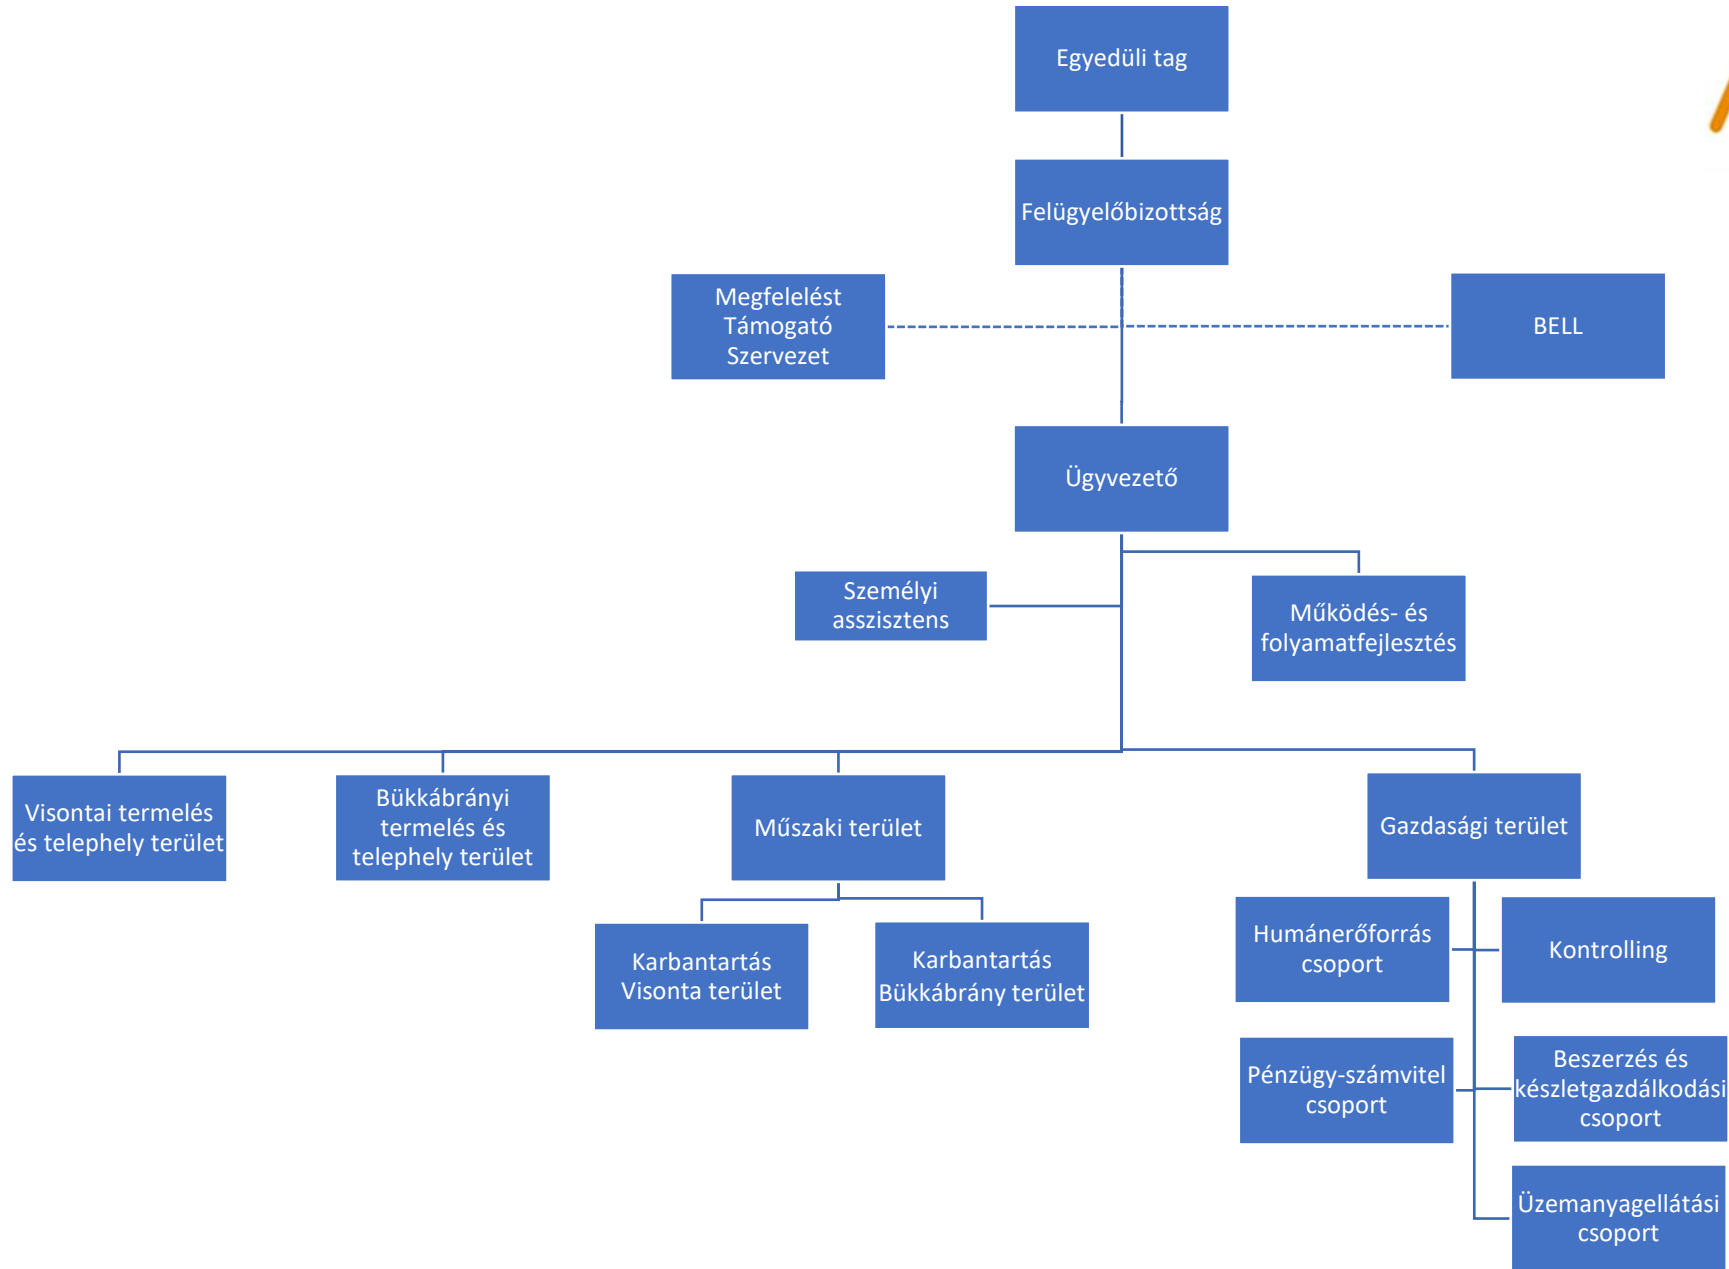 Egyedüli tag
Felügyelőbizottság
Megfelelést
Támogató
Szervezet
BELL
Ügyvezető
Személyi
asszisztens
Működés- és
folyamatfejlesztés
Visontai termelés
és telephely terület
Bükkábrányi
termelés és
telephely terület
Műszaki terület
Gazdasági terület
Karbantartás
Visonta terület
Karbantartás
Bükkábrány terület
Humánerőforrás
csoport
Kontrolling
Pénzügy-számvitel
csoport
Beszerzés és
készletgazdálkodási
csoport
Üzemanyagellátási
csoport